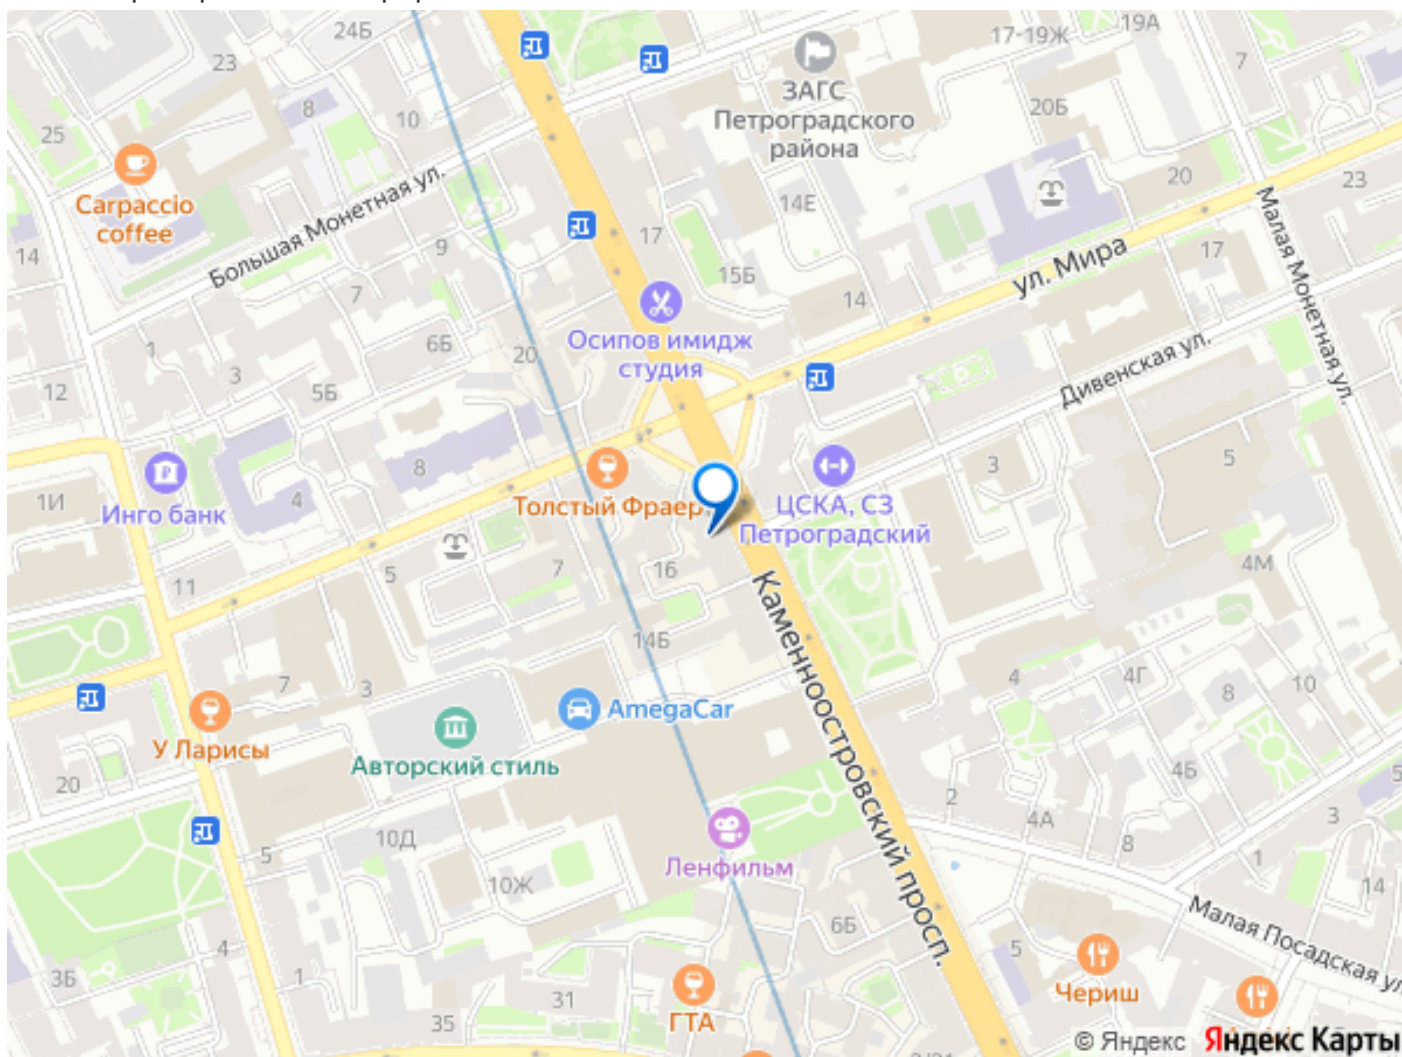 24Б
19А
17-19Ж
23
7
ЗАГС
Петроградского
района
8
10
20Б
25
Carpaccio
coffee
Большая Монетная ул.
14Е
20
23
14
9
17
15Б
ул. Мира
17
Малая Монетная ул.
7
14
6Б
Осипов имидж
студия
1
20
3
5Б
12
Дивенская ул.
8
3
5
1И
4
Инго банк
Толстый Фраер
ЦСКА, СЗ
Петроградский
11
5
7
16
4М
Каменноостровский просп.
14Б
7
3
4
4Г
8
10
У Ларисы
AmegaCar
Авторский стиль
20
4Б
5
2
4А
3
10Д
8
5
1
Ленфильм
10Ж
14
6Б
Малая Посадская ул.
4
5
3Б
1
31
Чериш
35
ГТА
© Яндекс Яндекс Карты